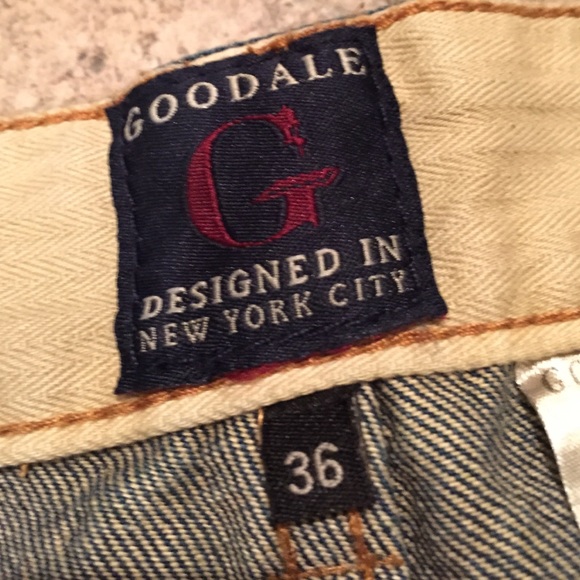 GOODALE
G
DESIGNED IN
NEW YORK CITY
36